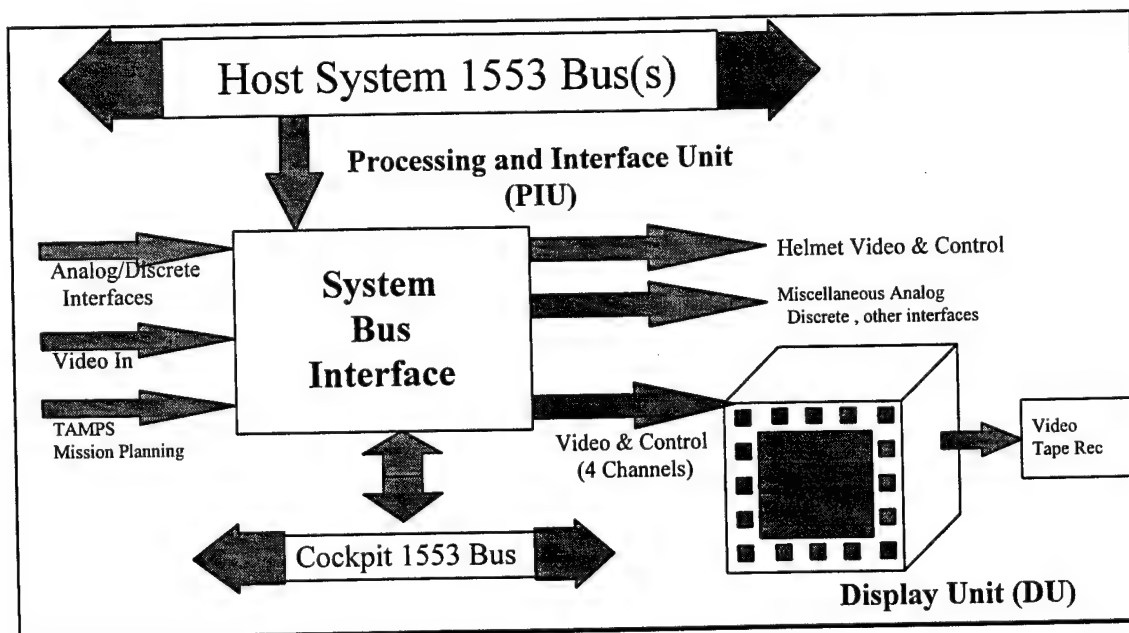 Host System 1553 Bus(s)
Processing and Interface Unit
(PIU)
Analog/Discrete
Interfaces
Video In
TAMPS
Mission Planning
System
Bus
Interface
Helmet Video & Control
Miscellaneous Analog
Discrete , other interfaces
Video & Control
(4 Channels)
Video
Tape Rec
Cockpit 1553 Bus
Display Unit (DU)